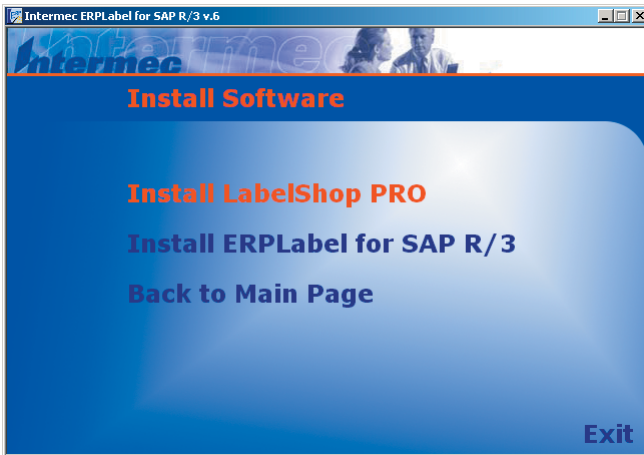 Intermec ERPLabel for SAP R/3 v.6
Intermec
Install Software
Install LabelShop PRO
Install ERPLabel for SAP R/3
Back to Main Page
Exit